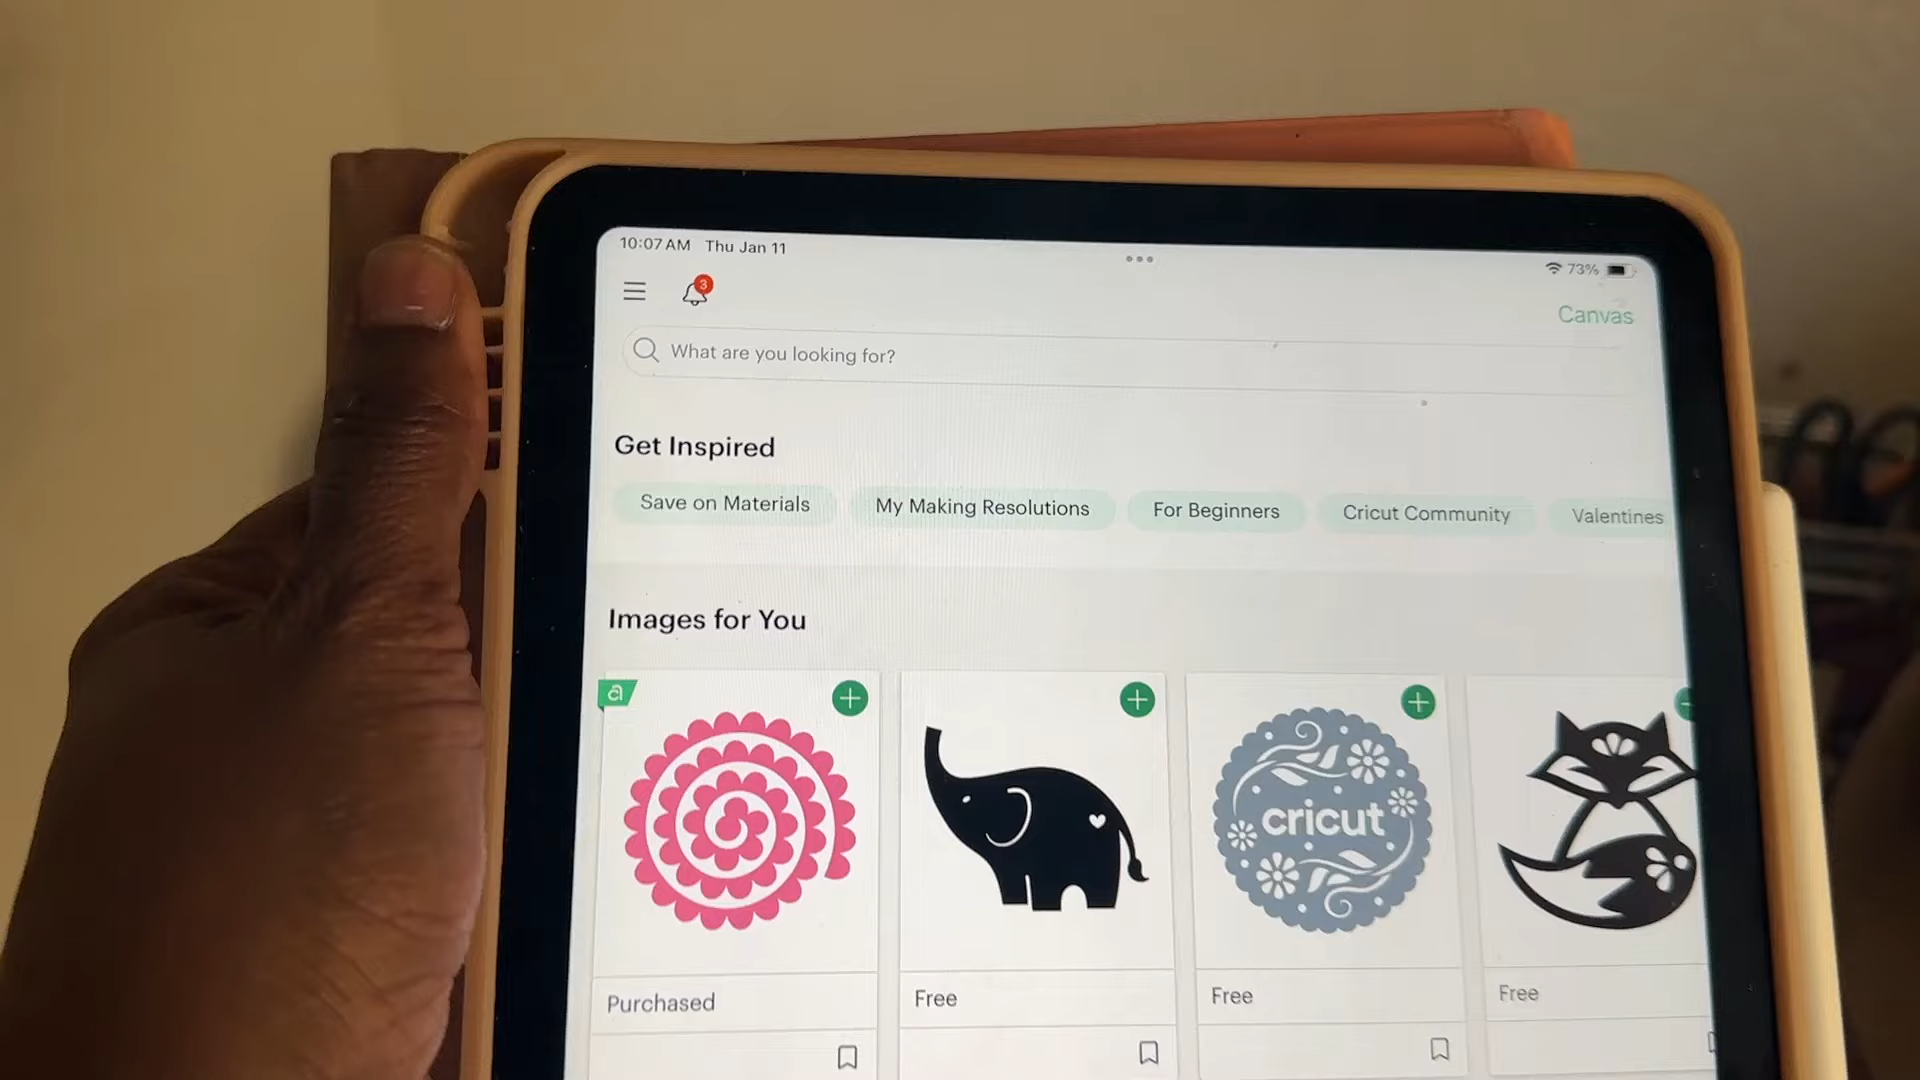 10:07 AM Thu Jan 11
73%
3
Canvas
What are you looking for?
Get Inspired
Save on Materials
My Making Resolutions
For Beginners
Cricut Community
Valentines
Images for You
a
cricut
Purchased
Free
Free
Free